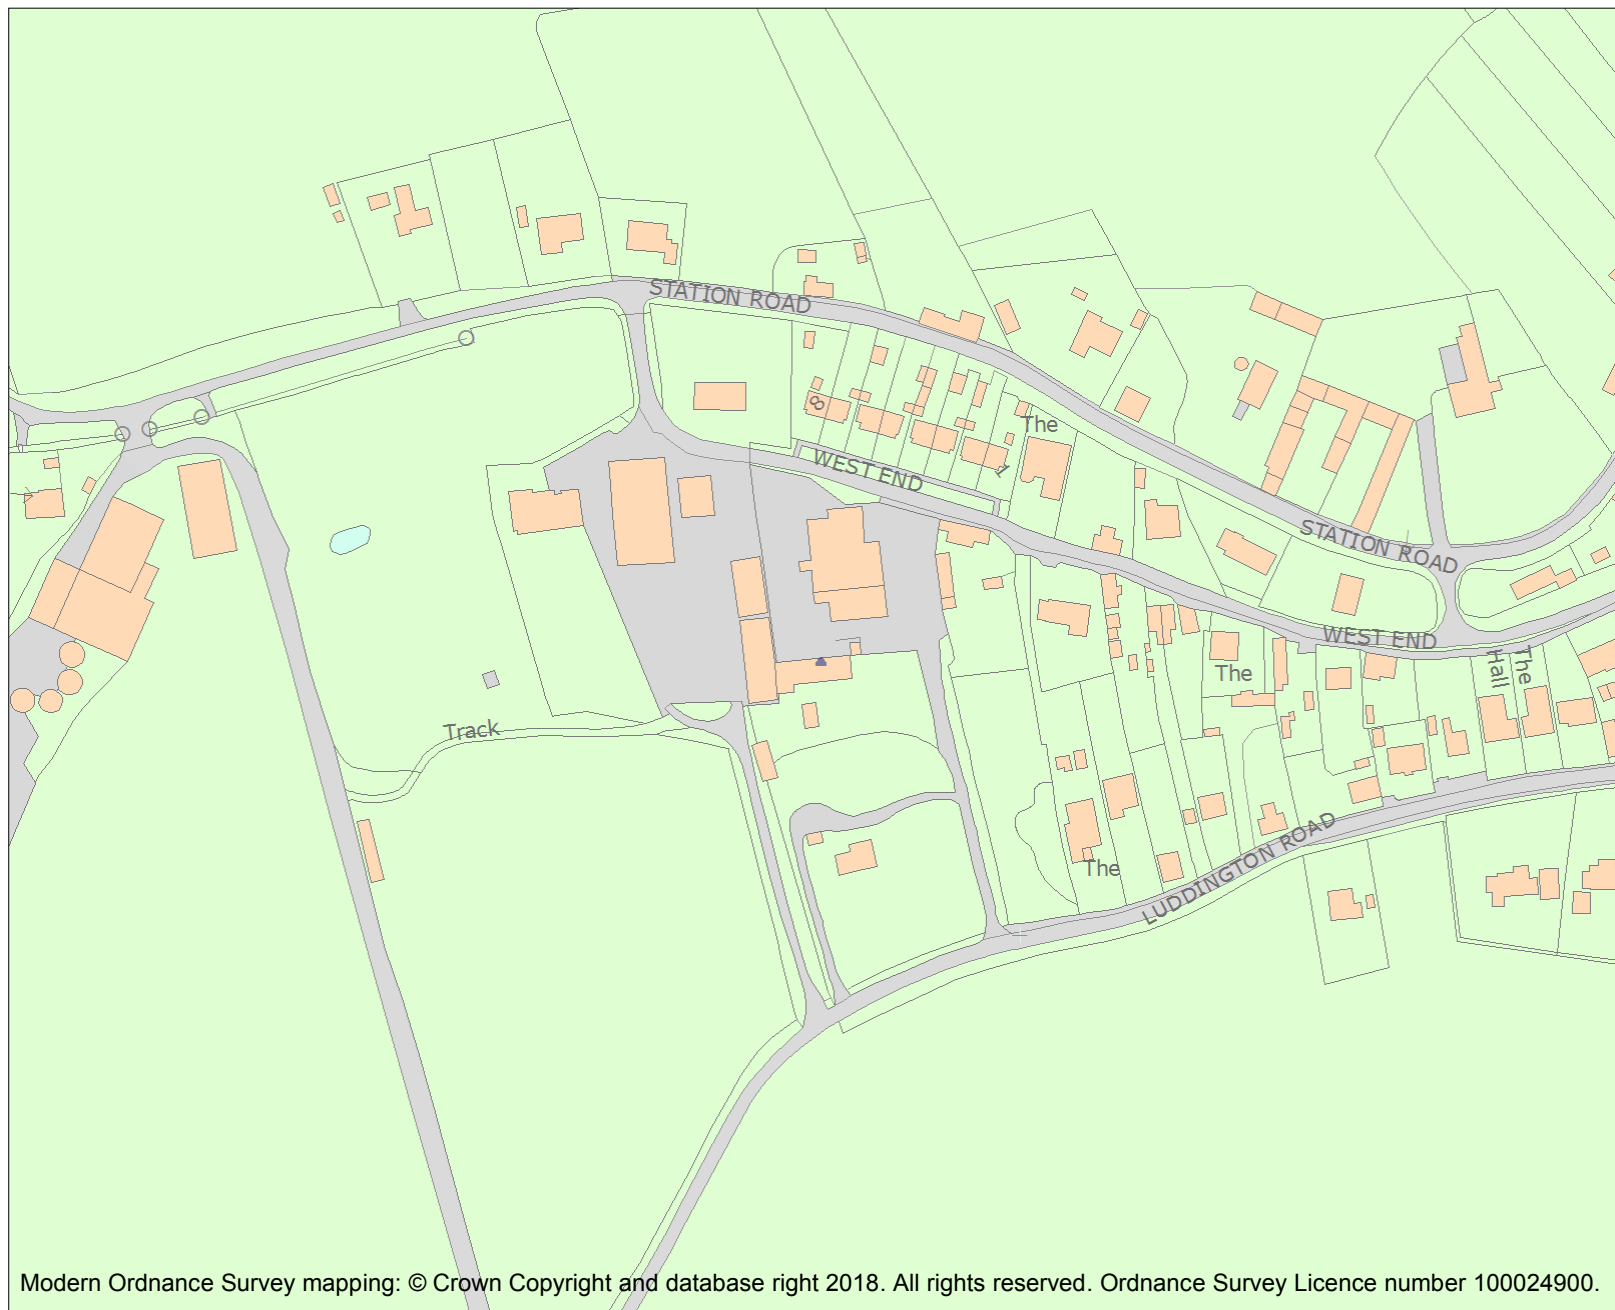 STATION ROAD
8
The
WEST END
1
STATION ROAD
WEST END
The
The
Hall
Track
The
LUDDINGTON ROAD
Modern Ordnance Survey mapping: © Crown Copyright and database right 2018. All rights reserved. Ordnance Survey Licence number 100024900.